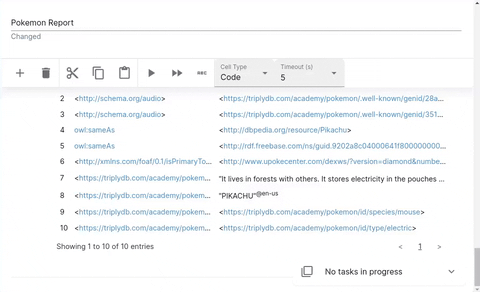 Pokemon Report
Changed
Cell Type
Code
Timeout (s)
5
2 <http://schema.org/audio> <https://triplydb.com/academy/pokemon/.well-known/genid/28a...
3 <http://schema.org/audio> <https://triplydb.com/academy/pokemon/.well-known/genid/351...
4 owl:sameAs <http://dbpedia.org/resource/Pikachu>
5 owl:sameAs <http://rdf.freebase.com/ns/guid.9202a8c04000641f800000000...
6 <http://xmlns.com/foaf/0.1/isPrimaryTo... <http://www.upokecenter.com/dexws/?version=diamond&numbe...
7 <https://triplydb.com/academy/pokem... "It lives in forests with others. It stores electricity in the pouches ...
8 <https://triplydb.com/academy/pokem... "PIKACHU"@en-us
9 <https://triplydb.com/academy/pokem... <https://triplydb.com/academy/pokemon/id/species/mouse>
10 <https://triplydb.com/academy/pokem... <https://triplydb.com/academy/pokemon/id/type/electric>
Showing 1 to 10 of 10 entries < 1 >
No tasks in progress